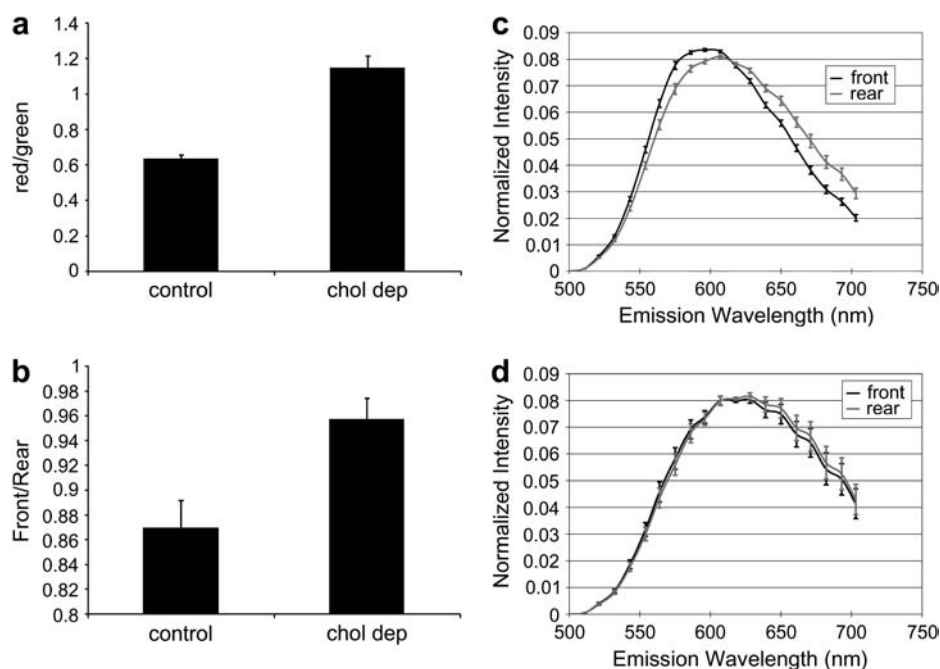 a
red/green
1.4
1.2
1
0.8
0.6
0.4
0.2
0
control
chol dep
b
Front/Rear
1
0.98
0.96
0.94
0.92
0.9
0.88
0.86
0.84
0.82
0.8
control
chol dep
c
Normalized Intensity
0.09
0.08
0.07
0.06
0.05
0.04
0.03
0.02
0.01
0
front
rear
500
550
600
650
700
750
Emission Wavelength (nm)
d
Normalized Intensity
0.09
0.08
0.07
0.06
0.05
0.04
0.03
0.02
0.01
0
front
rear
500
550
600
650
700
750
Emission Wavelength (nm)